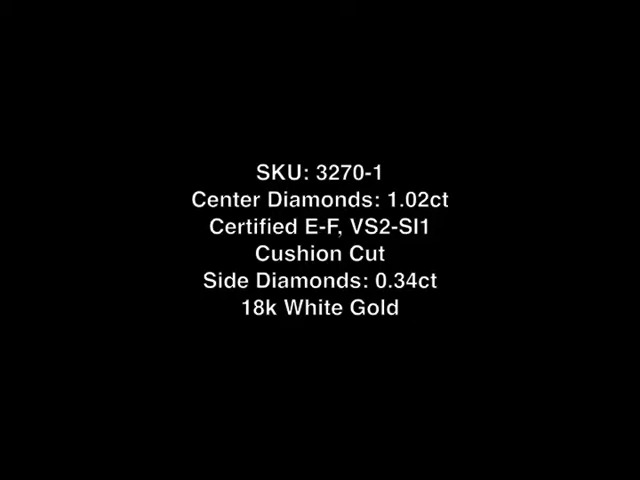 SKU: 3270-1
Center Diamonds: 1.02ct
Certified E-F, VS2-SI1
Cushion Cut
Side Diamonds: 0.34ct
18k White Gold